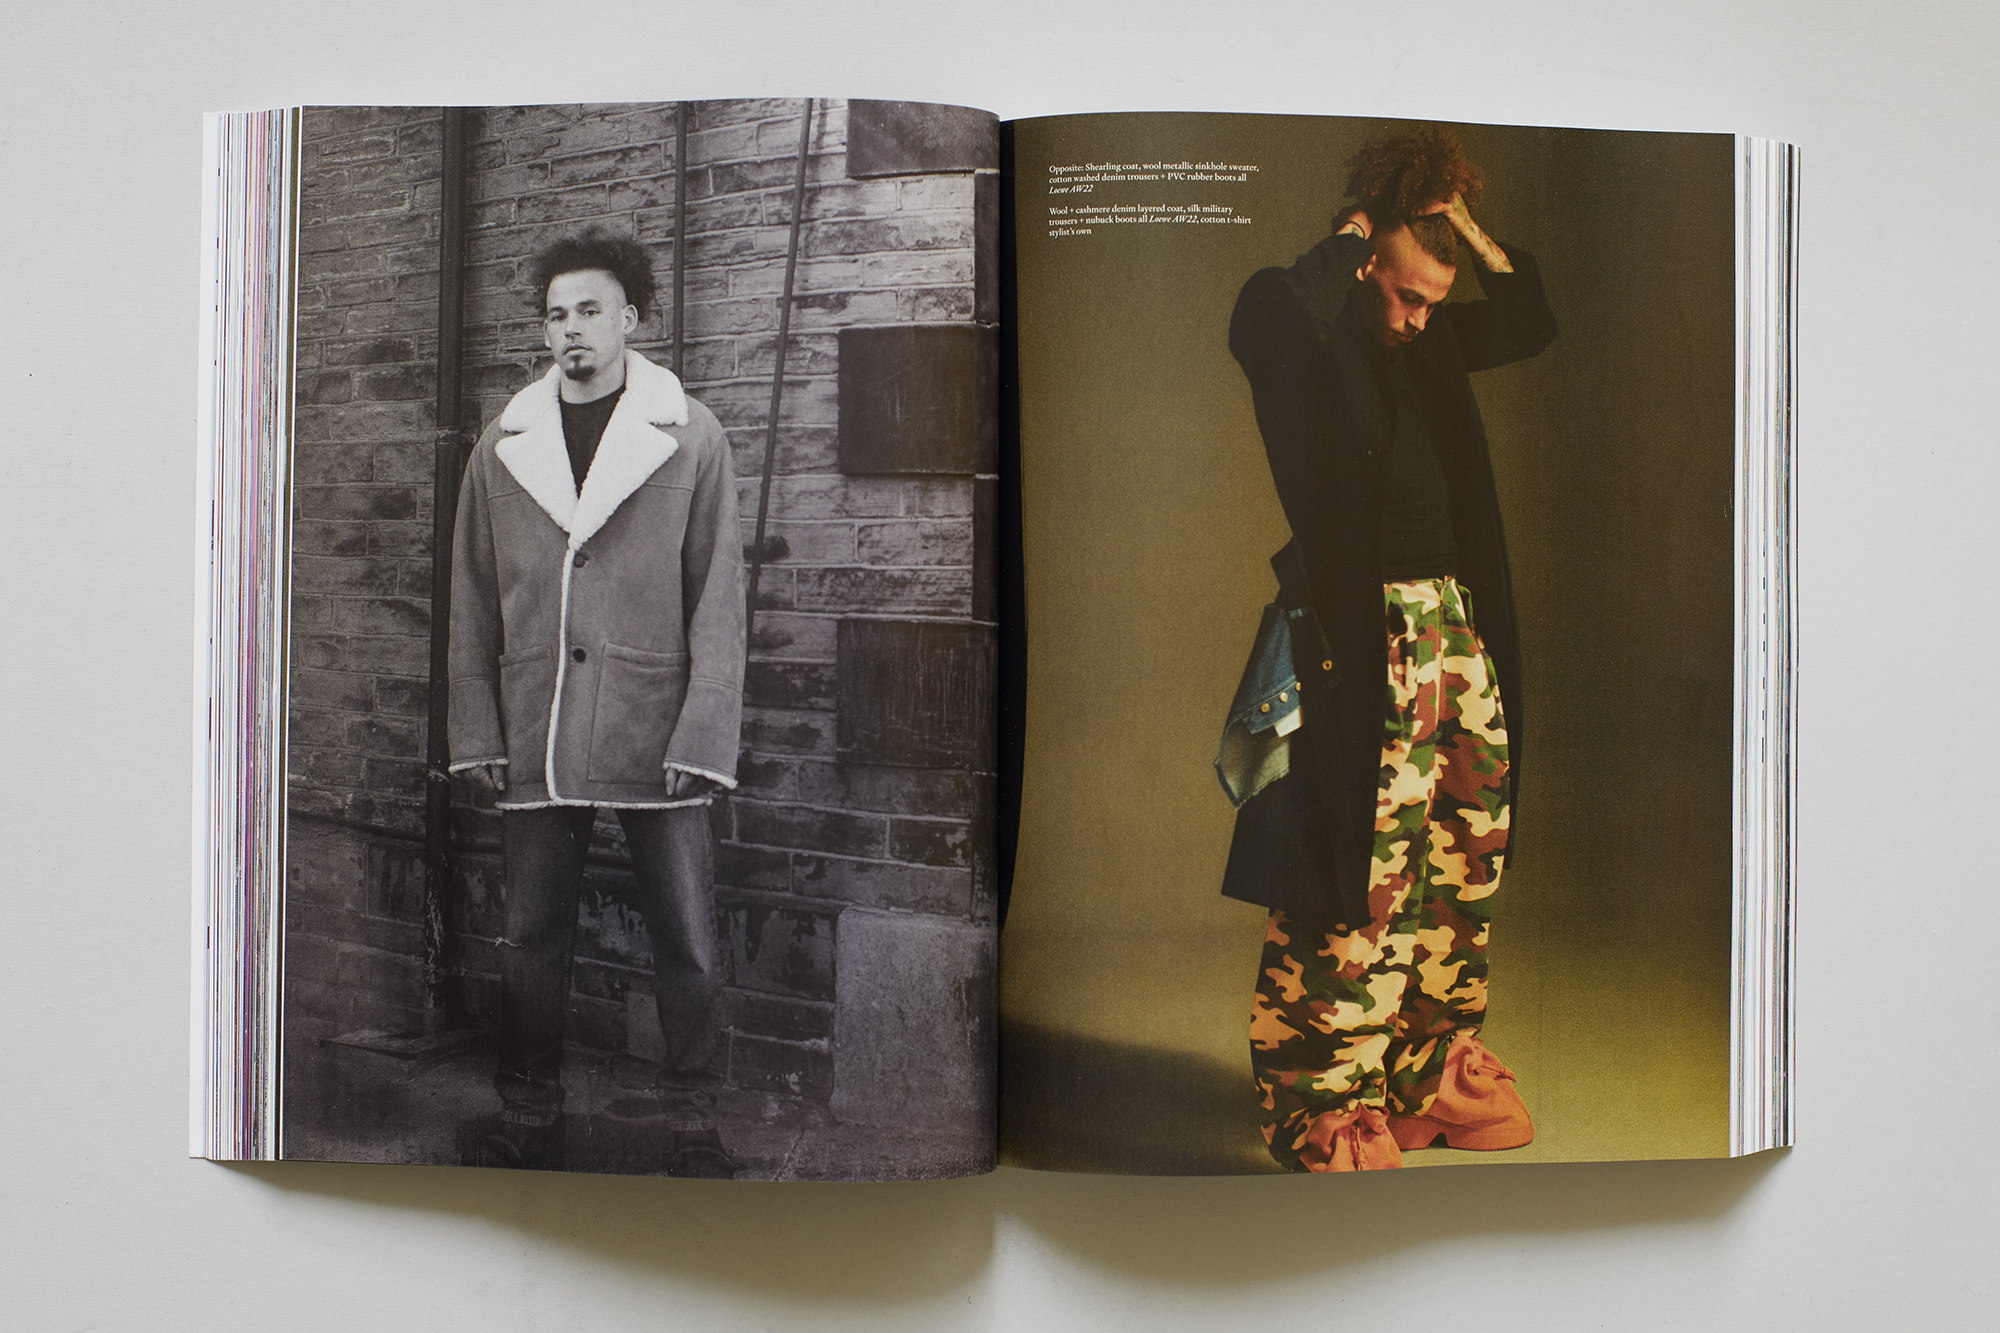 Opposite: Shearling coat, wool metallic sinkhole sweater,
cotton washed denim trousers + PVC rubber boots all
Loewe AW22
Wool + cashmere denim layered coat, silk military
trousers + nubuck boots all Loewe AW22, cotton t-shirt
stylist's own